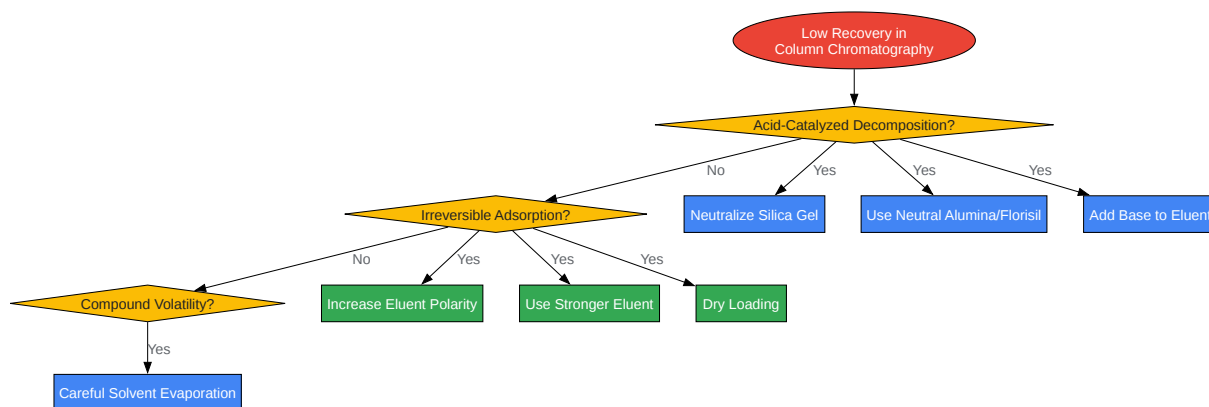 Low Recovery in
Column Chromatography
Acid-Catalyzed Decomposition?
No
Yes
Yes
Yes
Irreversible Adsorption?
Neutralize Silica Gel
Use Neutral Alumina/Florisil
Add Base to Eluent
No
Yes
Yes
Yes
Compound Volatility?
Increase Eluent Polarity
Use Stronger Eluent
Dry Loading
Yes
Careful Solvent Evaporation